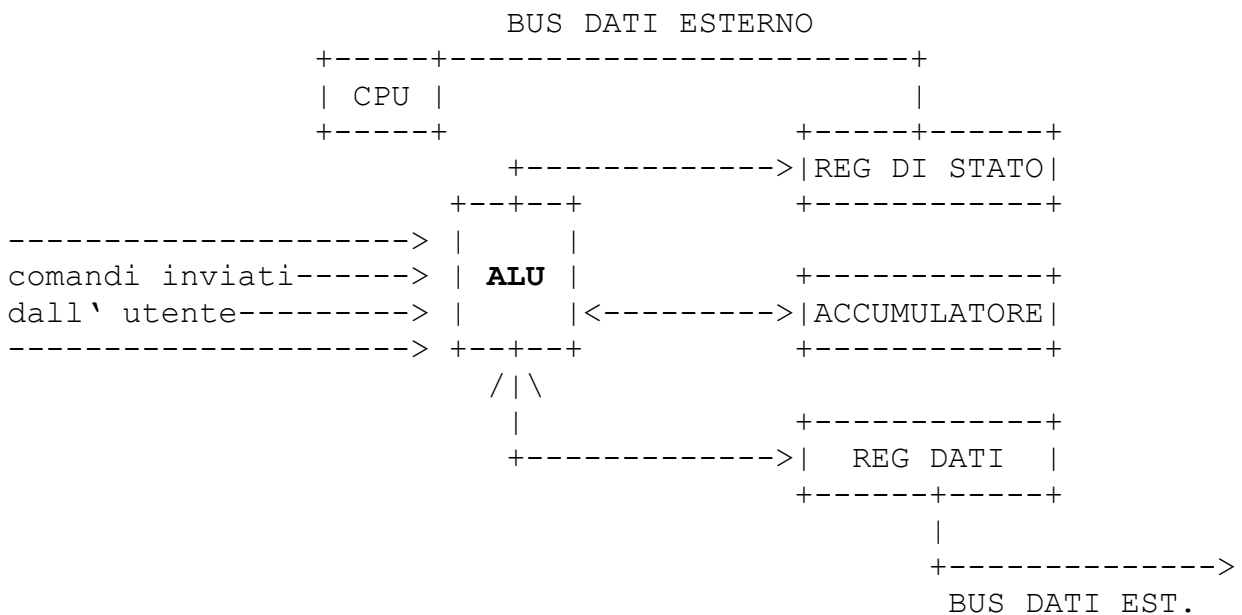 BUS DATI ESTERNO
CPU
REG DI STATO
comandi inviati
ALU
dall‘ utente
ACCUMULATORE
REG DATI
BUS DATI EST.